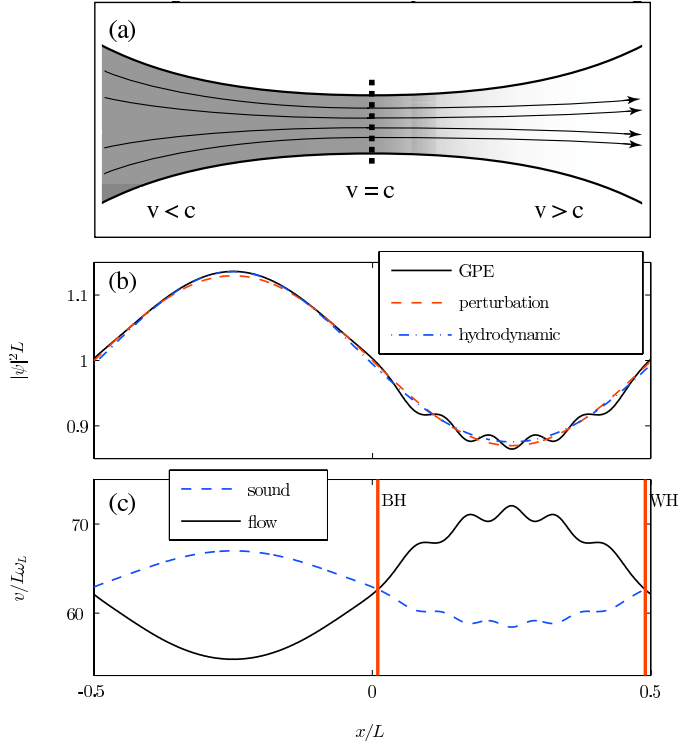 (a)
v = c
v < c
v > c
(b)
GPE
perturbation
hydrodynamic
1.1
1
0.9
|ψ|²L
(c)
sound
flow
BH
WH
70
60
v/Lω_L
-0.5
0
0.5
x/L